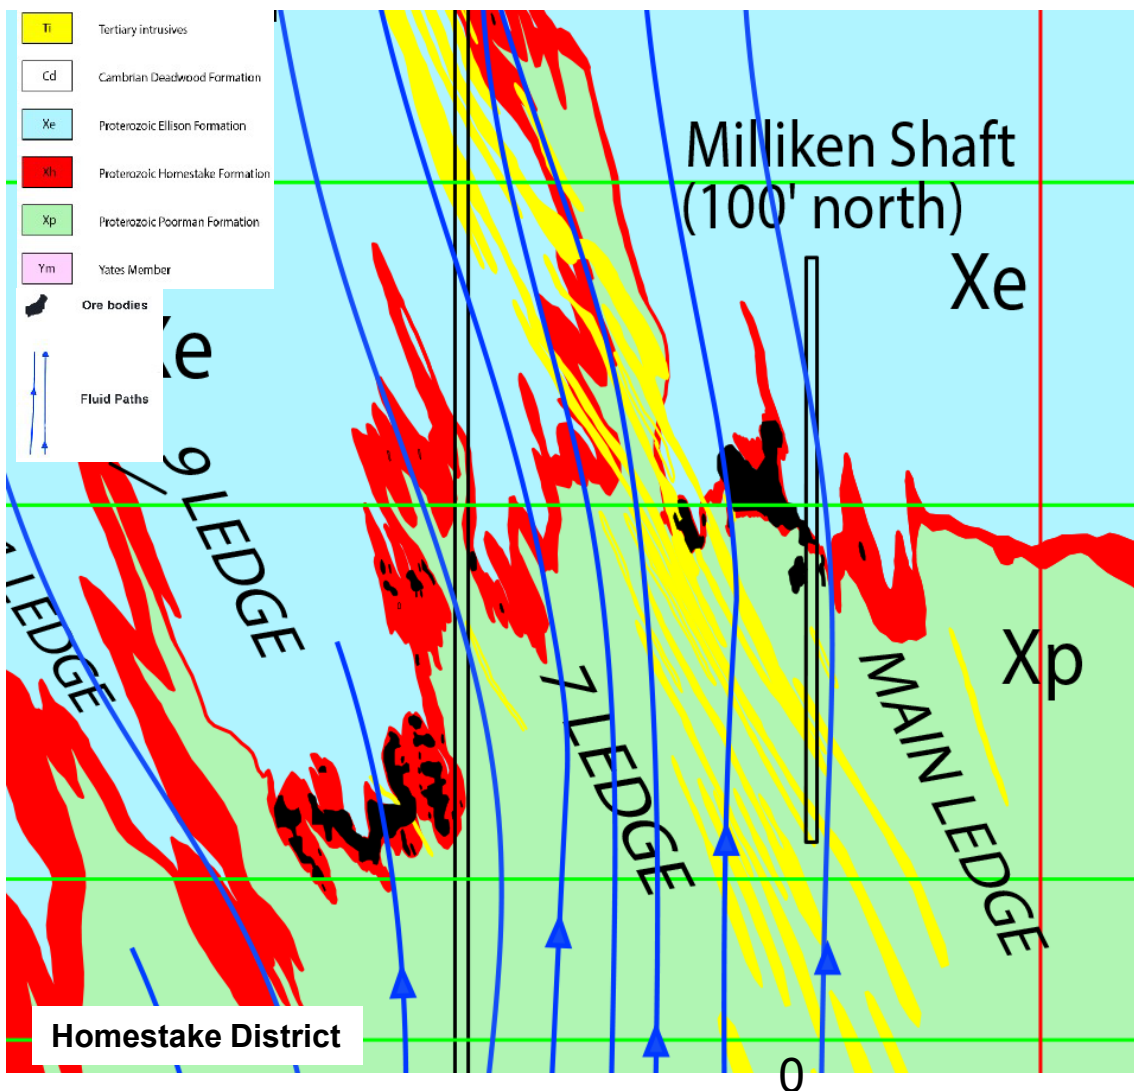 Ti Tertiary intrusives
Cd Cambrian Deadwood Formation
Xe Proterozoic Ellison Formation
Xh Proterozoic Homestake Formation
Xp Proterozoic Poorman Formation
Ym Yates Member
Ore bodies
Fluid Paths
Milliken Shaft
(100' north)
Xe
Xe
9 LEDGE
LEDGE
7 LEDGE
MAIN LEDGE
Xp
Homestake District
0